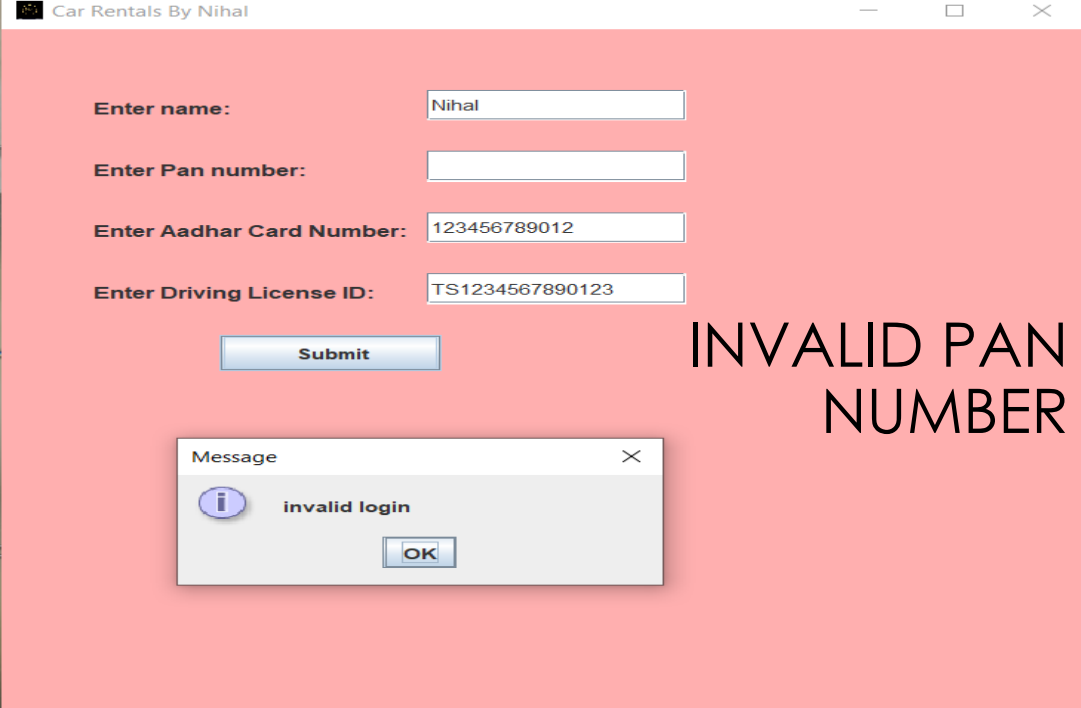 Car Rentals By Nihal
Enter name:
Nihal
Enter Pan number:
Enter Aadhar Card Number:
123456789012
Enter Driving License ID:
TS1234567890123
Submit
INVALID PAN
NUMBER
Message
invalid login
OK